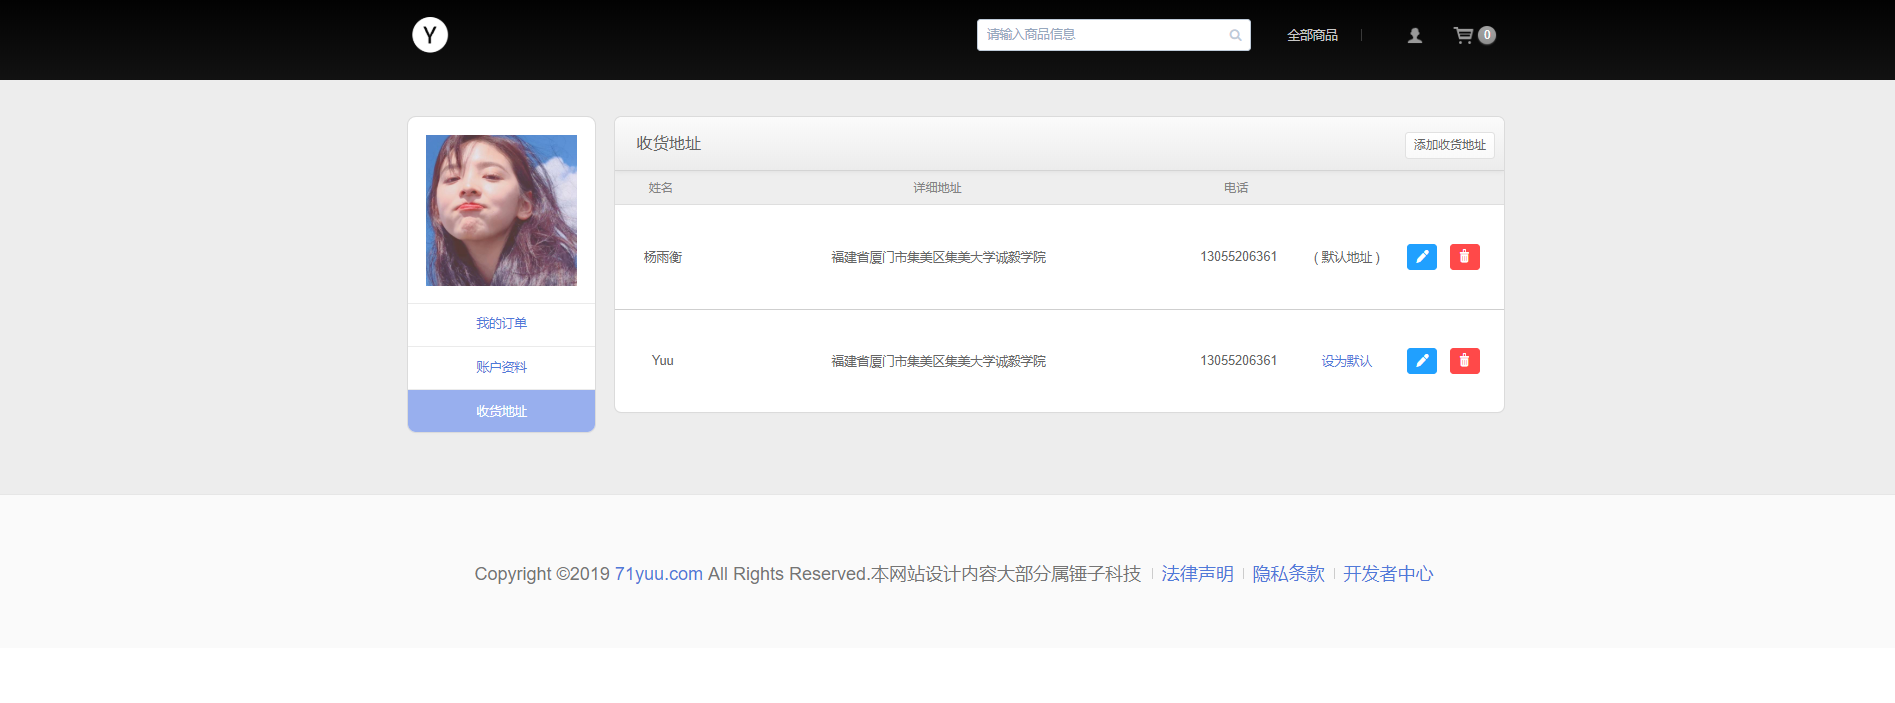 Y
请输入商品信息
全部商品
0
收货地址
添加收货地址
姓名 详细地址 电话
杨雨衡 福建省厦门市集美区集美大学诚毅学院 13055206361 ( 默认地址 )
Yuu 福建省厦门市集美区集美大学诚毅学院 13055206361 设为默认
我的订单
账户资料
收货地址
Copyright ©2019 71yuu.com All Rights Reserved.本网站设计内容大部分属锤子科技 法律声明 隐私条款 开发者中心